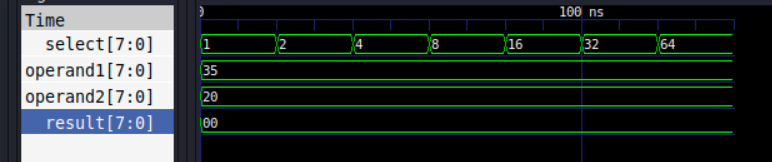 0 100 ns
Time
select[7:0] 1 2 4 8 16 32 64
operand1[7:0] 35
operand2[7:0] 20
result[7:0] 00